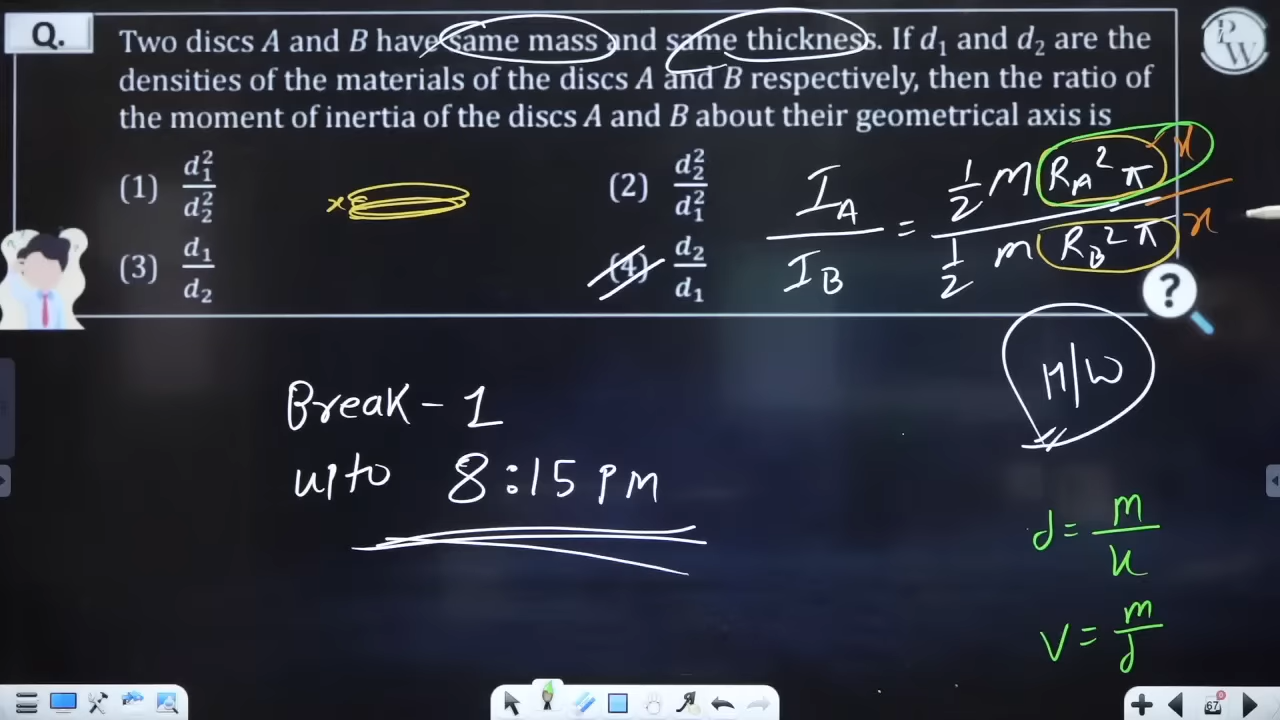 Q.
Two discs A and B have same mass and same thickness. If d₁ and d₂ are the
densities of the materials of the discs A and B respectively, then the ratio of
the moment of inertia of the discs A and B about their geometrical axis is
(1) d₁²/d₂²
(2) d₂²/d₁²
(3) d₁/d₂
(4) d₂/d₁
I_A/I_B = (1/2 m R_A² π x)/(1/2 m R_B² π x)
x
?
H/W
Break - 1
upto 8:15 PM
d = m/v
V = m/d
PW
67